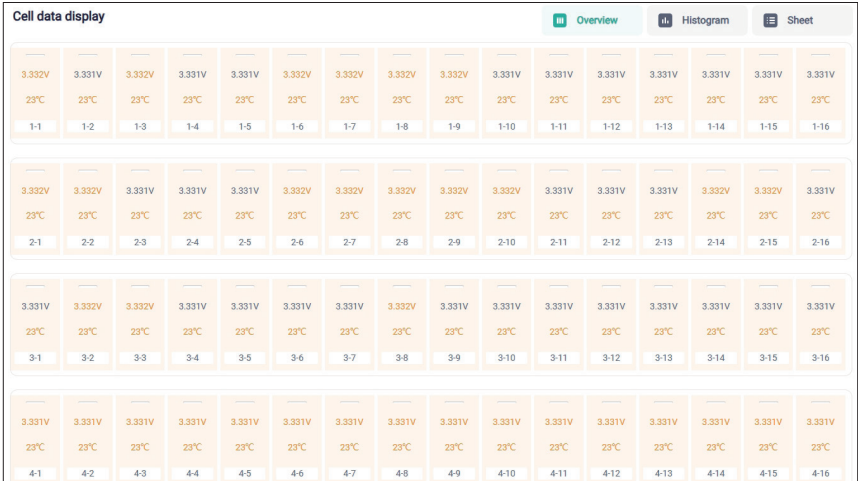 Cell data display Overview Histogram Sheet
3.332V 3.331V 3.332V 3.331V 3.331V 3.332V 3.332V 3.332V 3.332V 3.331V 3.331V 3.331V 3.331V 3.331V 3.331V 3.331V
23℃ 23℃ 23℃ 23℃ 23℃ 23℃ 23℃ 23℃ 23℃ 23℃ 23℃ 23℃ 23℃ 23℃ 23℃ 23℃
1-1 1-2 1-3 1-4 1-5 1-6 1-7 1-8 1-9 1-10 1-11 1-12 1-13 1-14 1-15 1-16
3.332V 3.332V 3.331V 3.331V 3.331V 3.332V 3.332V 3.332V 3.332V 3.332V 3.331V 3.331V 3.331V 3.332V 3.332V 3.331V
23℃ 23℃ 23℃ 23℃ 23℃ 23℃ 23℃ 23℃ 23℃ 23℃ 23℃ 23℃ 23℃ 23℃ 23℃ 23℃
2-1 2-2 2-3 2-4 2-5 2-6 2-7 2-8 2-9 2-10 2-11 2-12 2-13 2-14 2-15 2-16
3.331V 3.332V 3.332V 3.331V 3.331V 3.331V 3.331V 3.332V 3.331V 3.331V 3.331V 3.331V 3.331V 3.331V 3.331V 3.331V
23℃ 23℃ 23℃ 23℃ 23℃ 23℃ 23℃ 23℃ 23℃ 23℃ 23℃ 23℃ 23℃ 23℃ 23℃ 23℃
3-1 3-2 3-3 3-4 3-5 3-6 3-7 3-8 3-9 3-10 3-11 3-12 3-13 3-14 3-15 3-16
3.331V 3.331V 3.331V 3.331V 3.331V 3.331V 3.331V 3.331V 3.331V 3.331V 3.331V 3.331V 3.331V 3.331V 3.331V 3.331V
23℃ 23℃ 23℃ 23℃ 23℃ 23℃ 23℃ 23℃ 23℃ 23℃ 23℃ 23℃ 23℃ 23℃ 23℃ 23℃
4-1 4-2 4-3 4-4 4-5 4-6 4-7 4-8 4-9 4-10 4-11 4-12 4-13 4-14 4-15 4-16